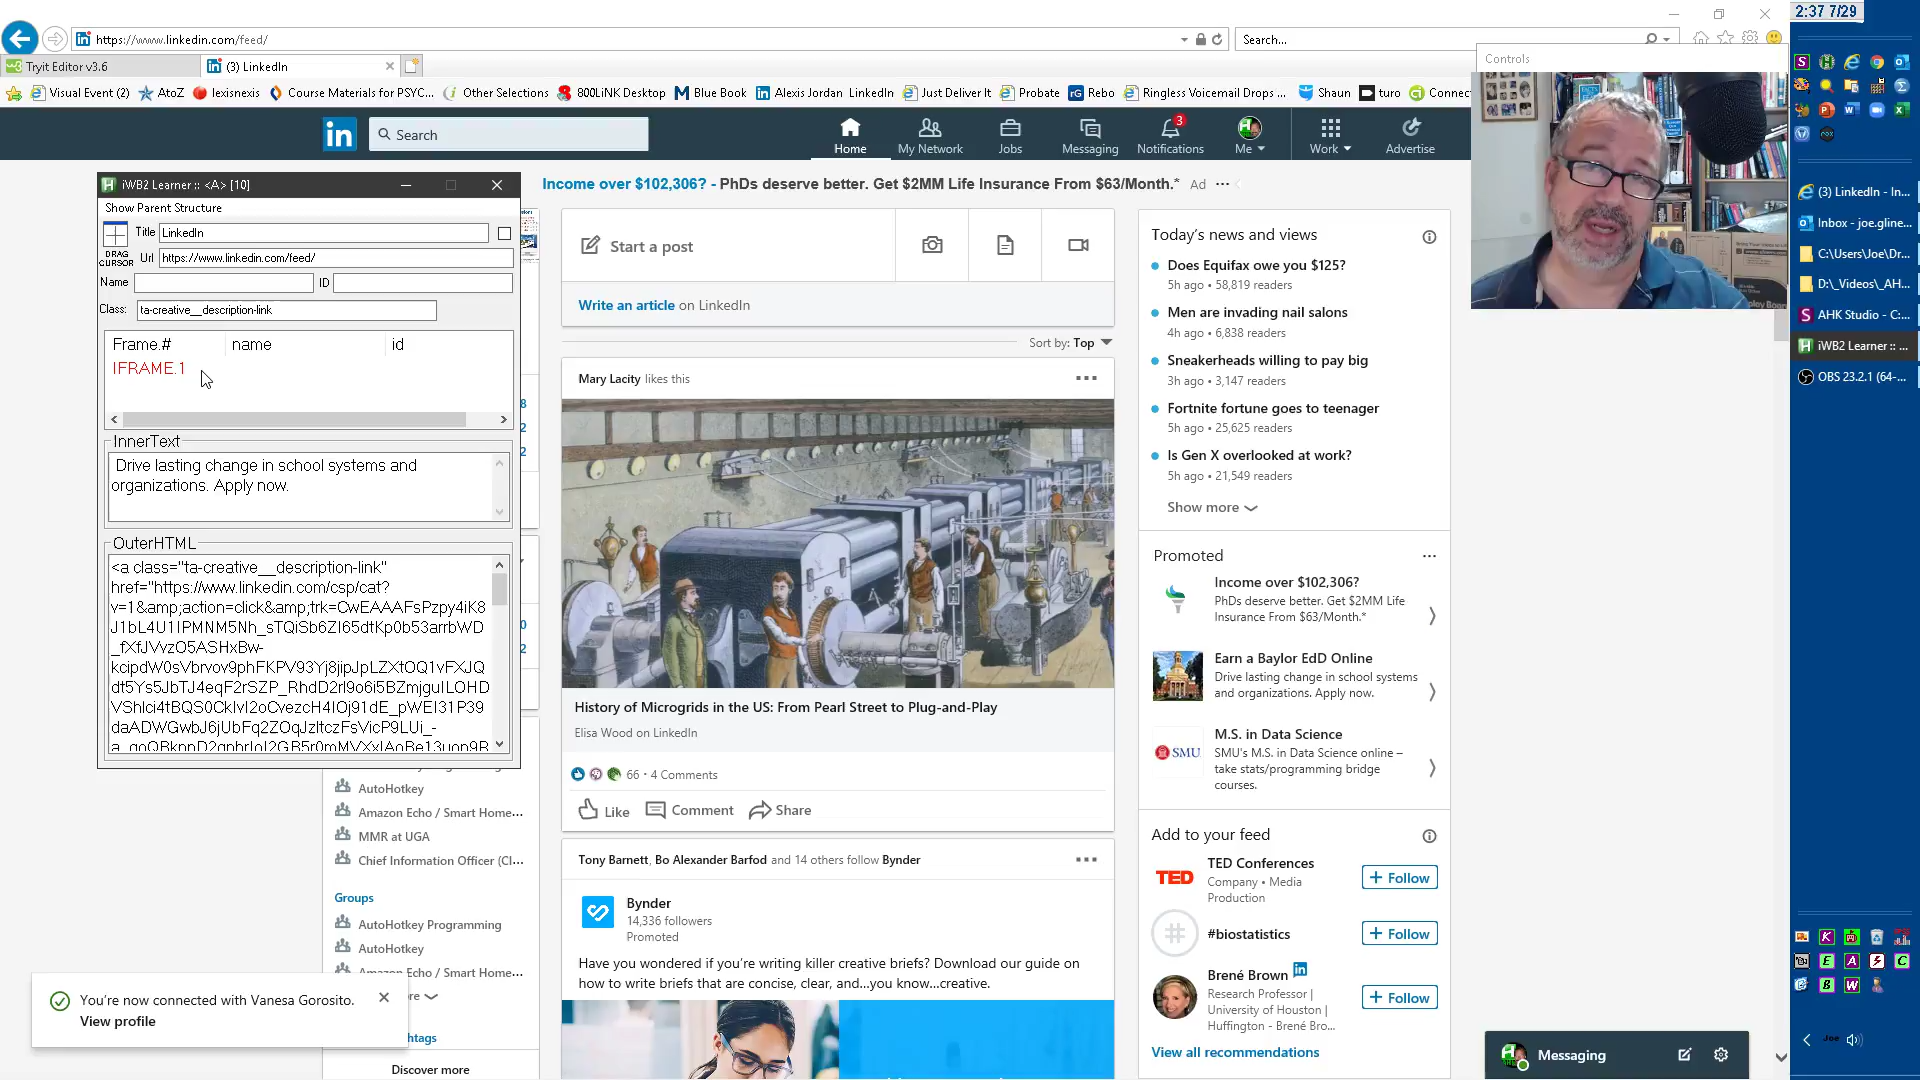 2:37 7/29
https://www.linkedin.com/feed/
Search...
Tryit Editor v3.6
(3) LinkedIn
Controls
Visual Event (2)
AtoZ
lexisnexis
Course Materials for PSYC...
Other Selections
800LiNK Desktop
Blue Book
Alexis Jordan LinkedIn
Just Deliver It
Probate
Rebo
Ringless Voicemail Drops ...
Shaun
turo
Connect
in
Search
Home
My Network
Jobs
Messaging
3
Notifications
Me
Work
Advertise
Income over $102,306? - PhDs deserve better. Get $2MM Life Insurance From $63/Month.* Ad
iWB2 Learner :: <A> [10]
Show Parent Structure
DRAG
CURSOR
Title
LinkedIn
Url
https://www.linkedin.com/feed/
Name
ID
Class:
ta-creative__description-link
Frame.#
name
id
IFRAME.1
InnerText
Drive lasting change in school systems and
organizations. Apply now.
OuterHTML
<a class="ta-creative__description-link"
href="https://www.linkedin.com/csp/cat?
v=1&amp;action=click&amp;trk=CwEAAAFsPzpy4iK8
Start a post
Write an article on LinkedIn
Sort by: Top
Mary Lacity likes this
History of Microgrids in the US: From Pearl Street to Plug-and-Play
Elisa Wood on LinkedIn
66 • 4 Comments
Like
Comment
Share
Tony Barnett, Bo Alexander Barfod and 14 others follow Bynder
Bynder
14,336 followers
Promoted
Have you wondered if you're writing killer creative briefs? Download our guide on
how to write briefs that are concise, clear, and...you know...creative.
AutoHotkey
Amazon Echo / Smart Home...
MMR at UGA
Chief Information Officer (CI...
Groups
AutoHotkey Programming
AutoHotkey
Amazon Echo / Smart Home...
Discover more
You're now connected with Vanesa Gorosito.
View profile
Today's news and views
Does Equifax owe you $125?
5h ago • 58,819 readers
Men are invading nail salons
4h ago • 6,838 readers
Sneakerheads willing to pay big
3h ago • 3,147 readers
Fortnite fortune goes to teenager
5h ago • 25,625 readers
Is Gen X overlooked at work?
5h ago • 21,549 readers
Show more
Promoted
Income over $102,306?
PhDs deserve better. Get $2MM Life
Insurance From $63/Month.*
Earn a Baylor EdD Online
Drive lasting change in school systems
and organizations. Apply now.
M.S. in Data Science
SMU
SMU's M.S. in Data Science online –
take stats/programming bridge
courses.
Add to your feed
TED
TED Conferences
Company • Media
Production
+ Follow
#biostatistics
+ Follow
Brené Brown
Research Professor |
University of Houston |
Huffington - Brené Bro...
+ Follow
View all recommendations
Messaging
(3) LinkedIn - In...
Inbox - joe.gline...
C:\Users\Joe\Dr...
D:\_Videos\_AH...
AHK Studio - C:...
iWB2 Learner :: ...
OBS 23.2.1 (64-...
Joe